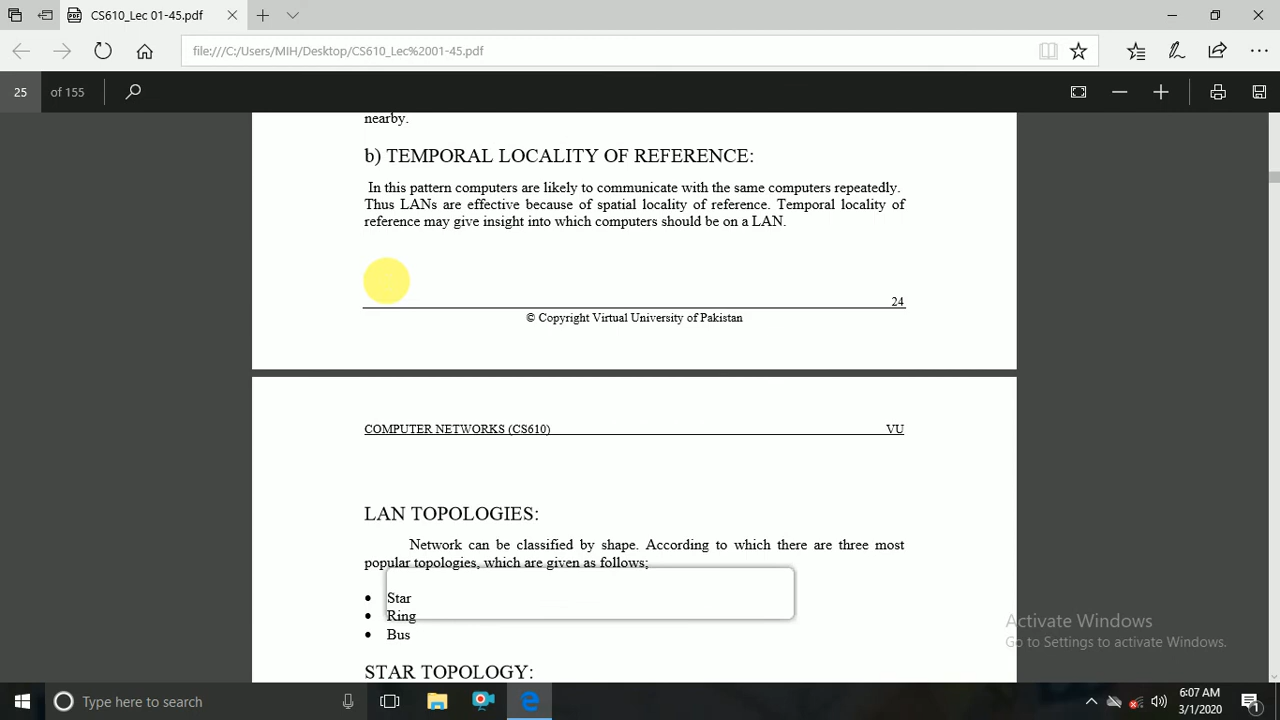 CS610_Lec 01-45.pdf
file:///C:/Users/MIH/Desktop/CS610_Lec%2001-45.pdf
25 of 155
nearby.
b) TEMPORAL LOCALITY OF REFERENCE:
In this pattern computers are likely to communicate with the same computers repeatedly.
Thus LANs are effective because of spatial locality of reference. Temporal locality of
reference may give insight into which computers should be on a LAN.
24
© Copyright Virtual University of Pakistan
COMPUTER NETWORKS (CS610) VU
LAN TOPOLOGIES:
Network can be classified by shape. According to which there are three most
popular topologies, which are given as follows;
• Star
• Ring
• Bus
STAR TOPOLOGY:
Activate Windows
Go to Settings to activate Windows.
Type here to search
6:07 AM
3/1/2020
1